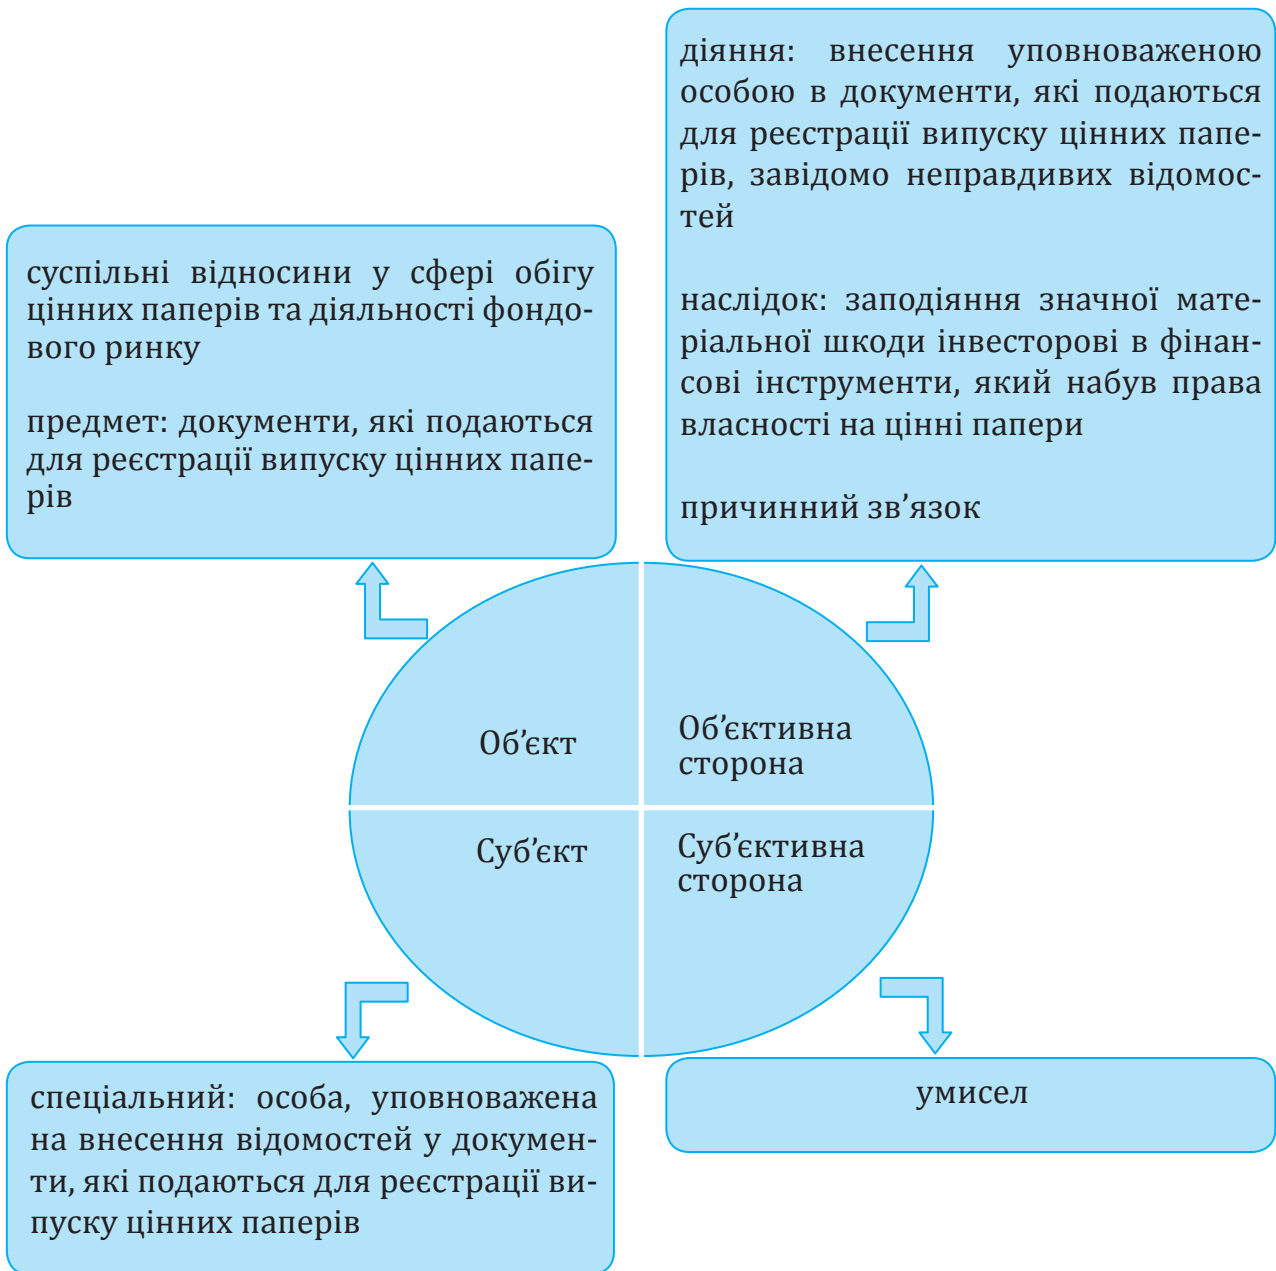 діяння: внесення уповноваженою
особою в документи, які подаються
для реєстрації випуску цінних папе-
рів, завідомо неправдивих відомос-
тей
наслідок: заподіяння значної мате-
ріальної шкоди інвесторові в фінан-
сові інструменти, який набув права
власності на цінні папери
причинний зв’язок
суспільні відносини у сфері обігу
цінних паперів та діяльності фондо-
вого ринку
предмет: документи, які подаються
для реєстрації випуску цінних папе-
рів
Об’єкт
Об’єктивна
сторона
Суб’єкт
Суб’єктивна
сторона
спеціальний: особа, уповноважена
на внесення відомостей у докумен-
ти, які подаються для реєстрації ви-
пуску цінних паперів
умисел